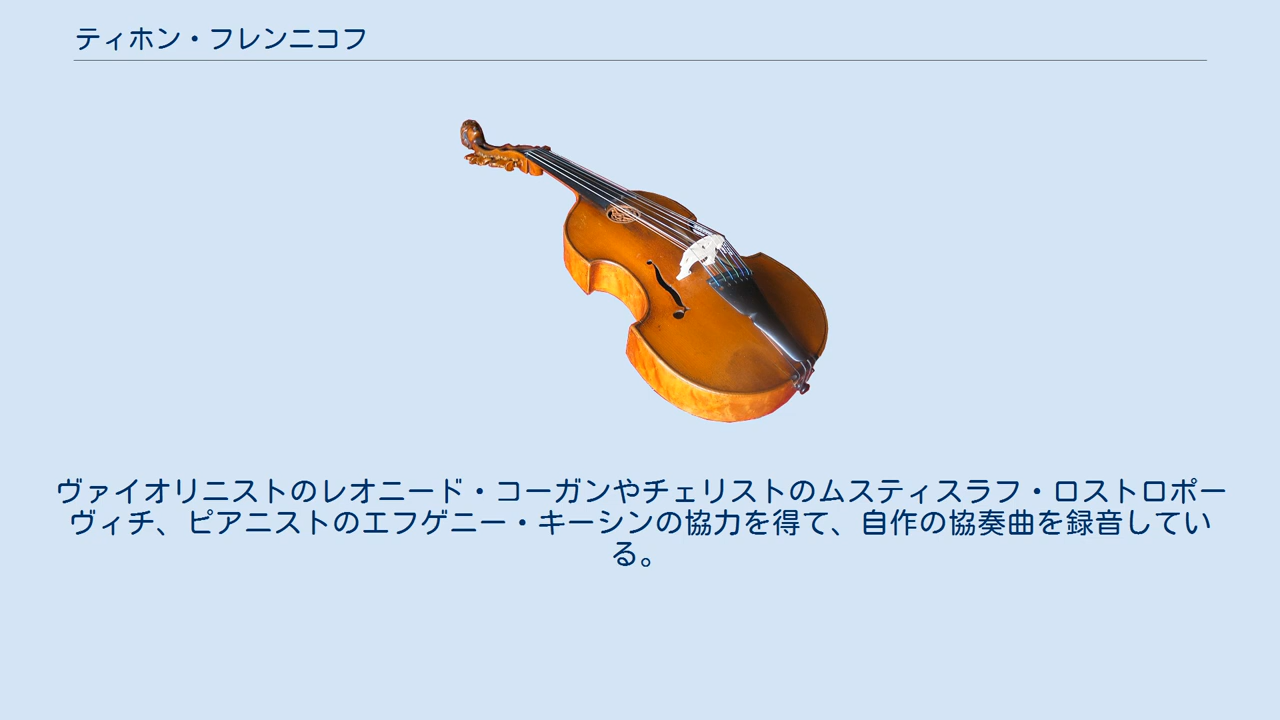 ティホン・フレンニコフ
ヴァイオリニストのレオニード・コーガンやチェリストのムスティスラフ・ロストロポー
ヴィチ、ピアニストのエフゲニー・キーシンの協力を得て、自作の協奏曲を録音してい
る。